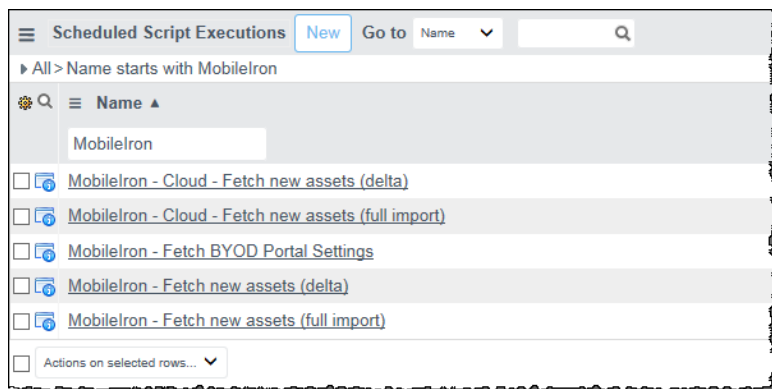 Scheduled Script Executions New Go to Name
All > Name starts with MobileIron
Name
MobileIron
MobileIron - Cloud - Fetch new assets (delta)
MobileIron - Cloud - Fetch new assets (full import)
MobileIron - Fetch BYOD Portal Settings
MobileIron - Fetch new assets (delta)
MobileIron - Fetch new assets (full import)
Actions on selected rows...